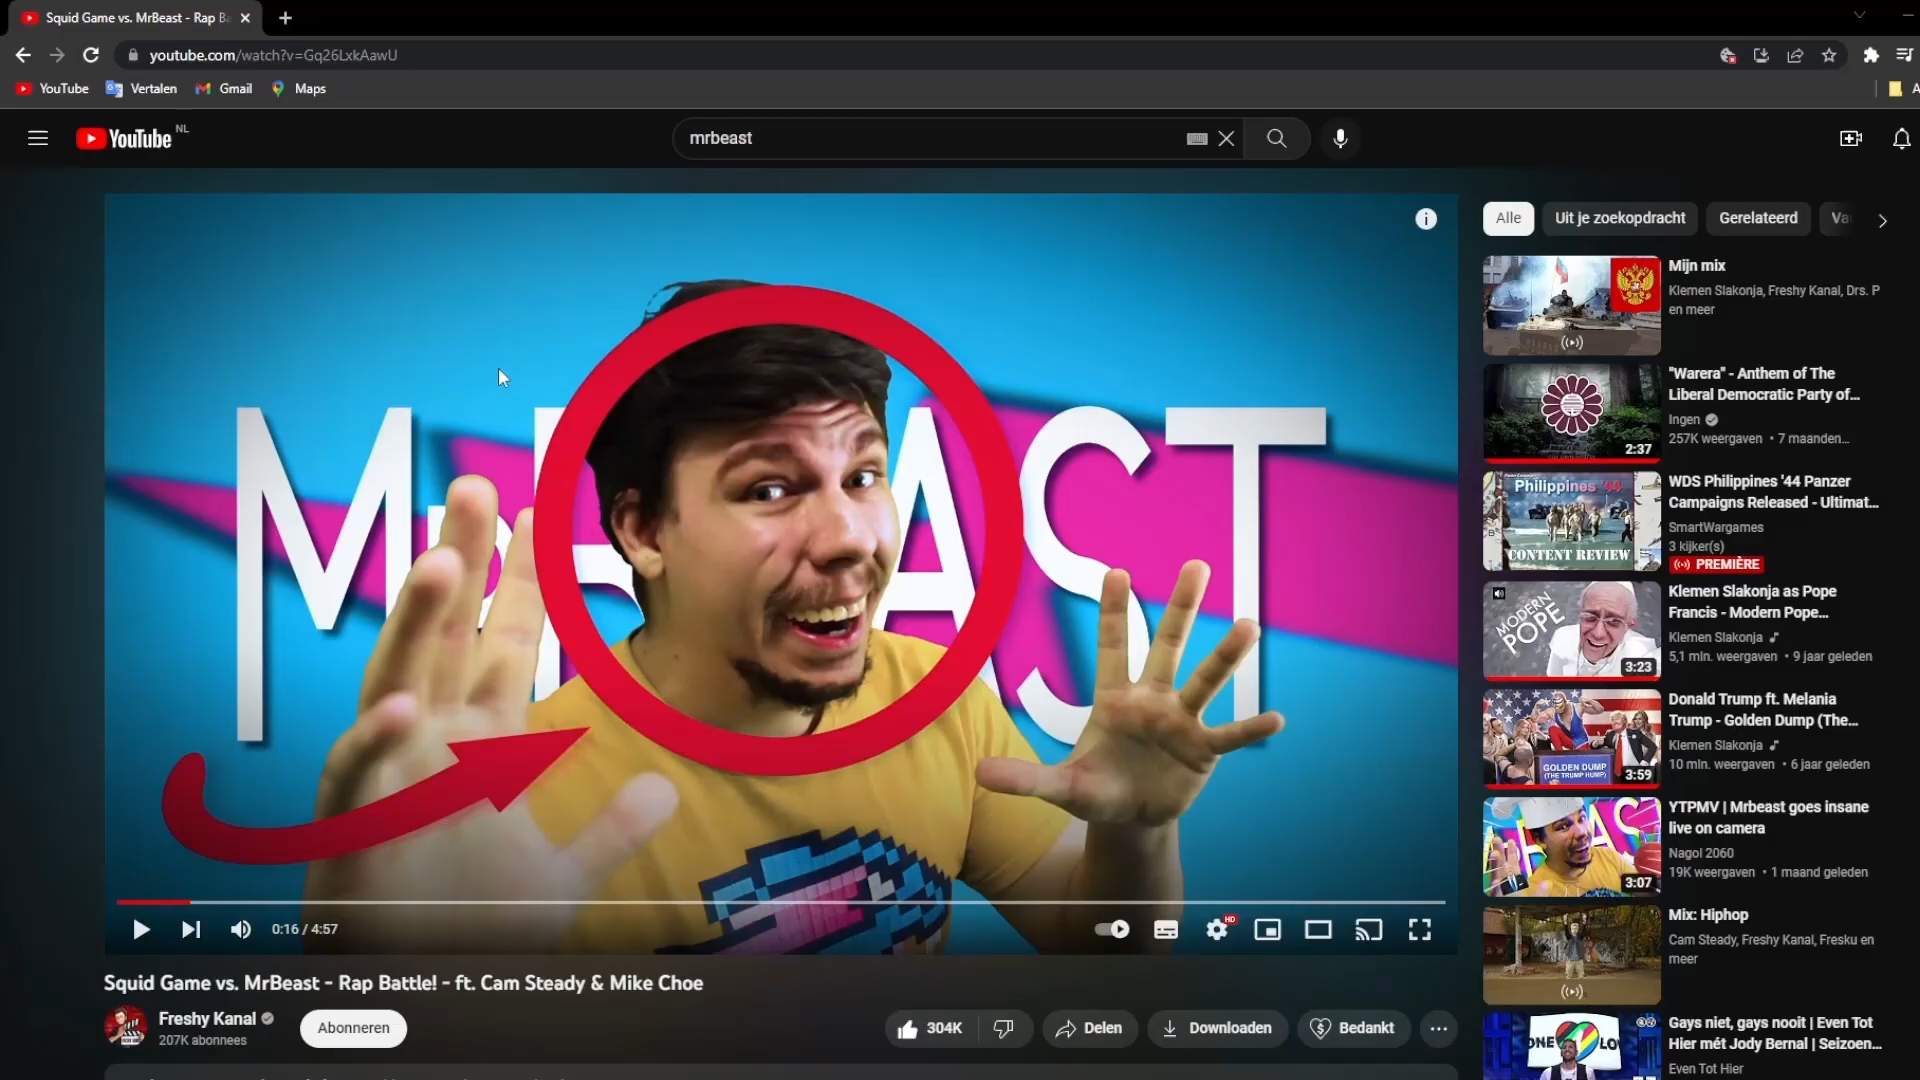 Squid Game vs. MrBeast - Rap Ba
youtube.com/watch?v=Gq26LxkAawU
YouTube
Vertalen
Gmail
Maps
YouTube NL
mrbeast
MrB AST
0:16 / 4:57
HD
Squid Game vs. MrBeast - Rap Battle! - ft. Cam Steady & Mike Choe
Freshy Kanal
207K abonnees
Abonneren
304K
Delen
Downloaden
Bedankt
Alle
Uit je zoekopdracht
Gerelateerd
Va
Mijn mix
Klemen Slakonja, Freshy Kanal, Drs. P
en meer
"Warera" - Anthem of The
Liberal Democratic Party of...
Ingen
257K weergaven • 7 maanden...
2:37
Philippines '44
CONTENT REVIEW
WDS Philippines '44 Panzer
Campaigns Released - Ultimat...
SmartWargames
3 kijker(s)
PREMIÈRE
MODERN
POPE
3:23
Klemen Slakonja as Pope
Francis - Modern Pope...
Klemen Slakonja
5,1 mln. weergaven • 9 jaar geleden
GOLDEN DUMP
(THE TRUMP HUMP)
3:59
Donald Trump ft. Melania
Trump - Golden Dump (The...
Klemen Slakonja
10 mln. weergaven • 6 jaar geleden
3:07
YTPMV | Mrbeast goes insane
live on camera
Nagol 2060
19K weergaven • 1 maand geleden
Mix: Hiphop
Cam Steady, Freshy Kanal, Fresku en
meer
Gays niet, gays nooit | Even Tot
Hier mét Jody Bernal | Seizoen...
Even Tot Hier